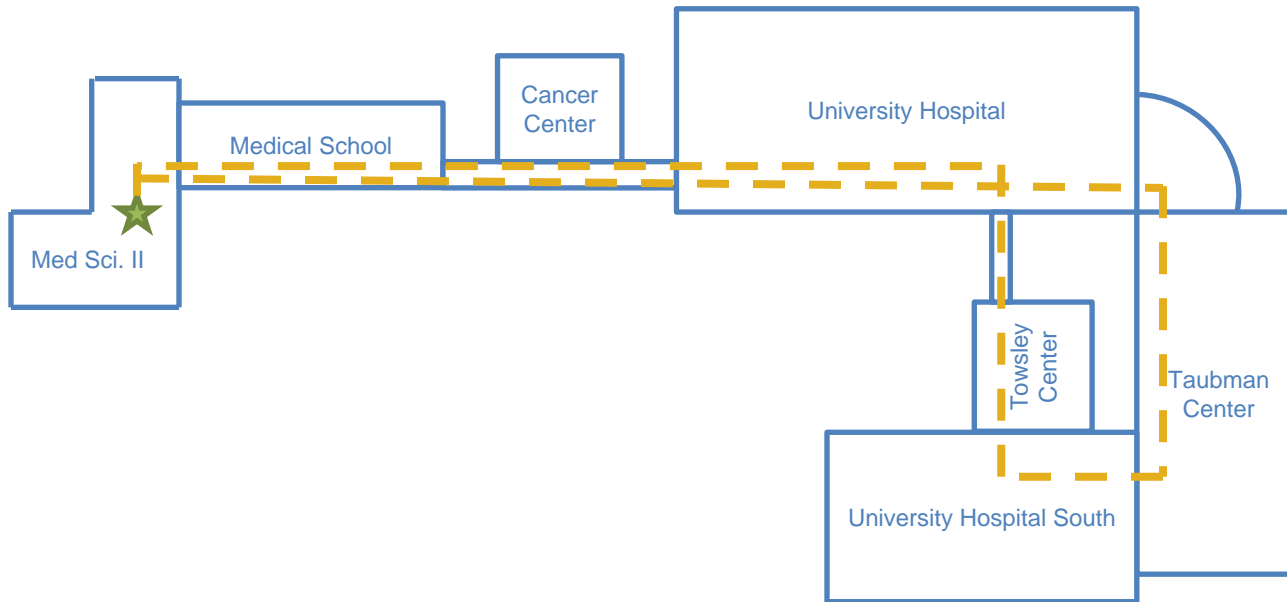 Cancer
Center
University Hospital
Medical School
Med Sci. II
Towsley
Center
Taubman
Center
University Hospital South